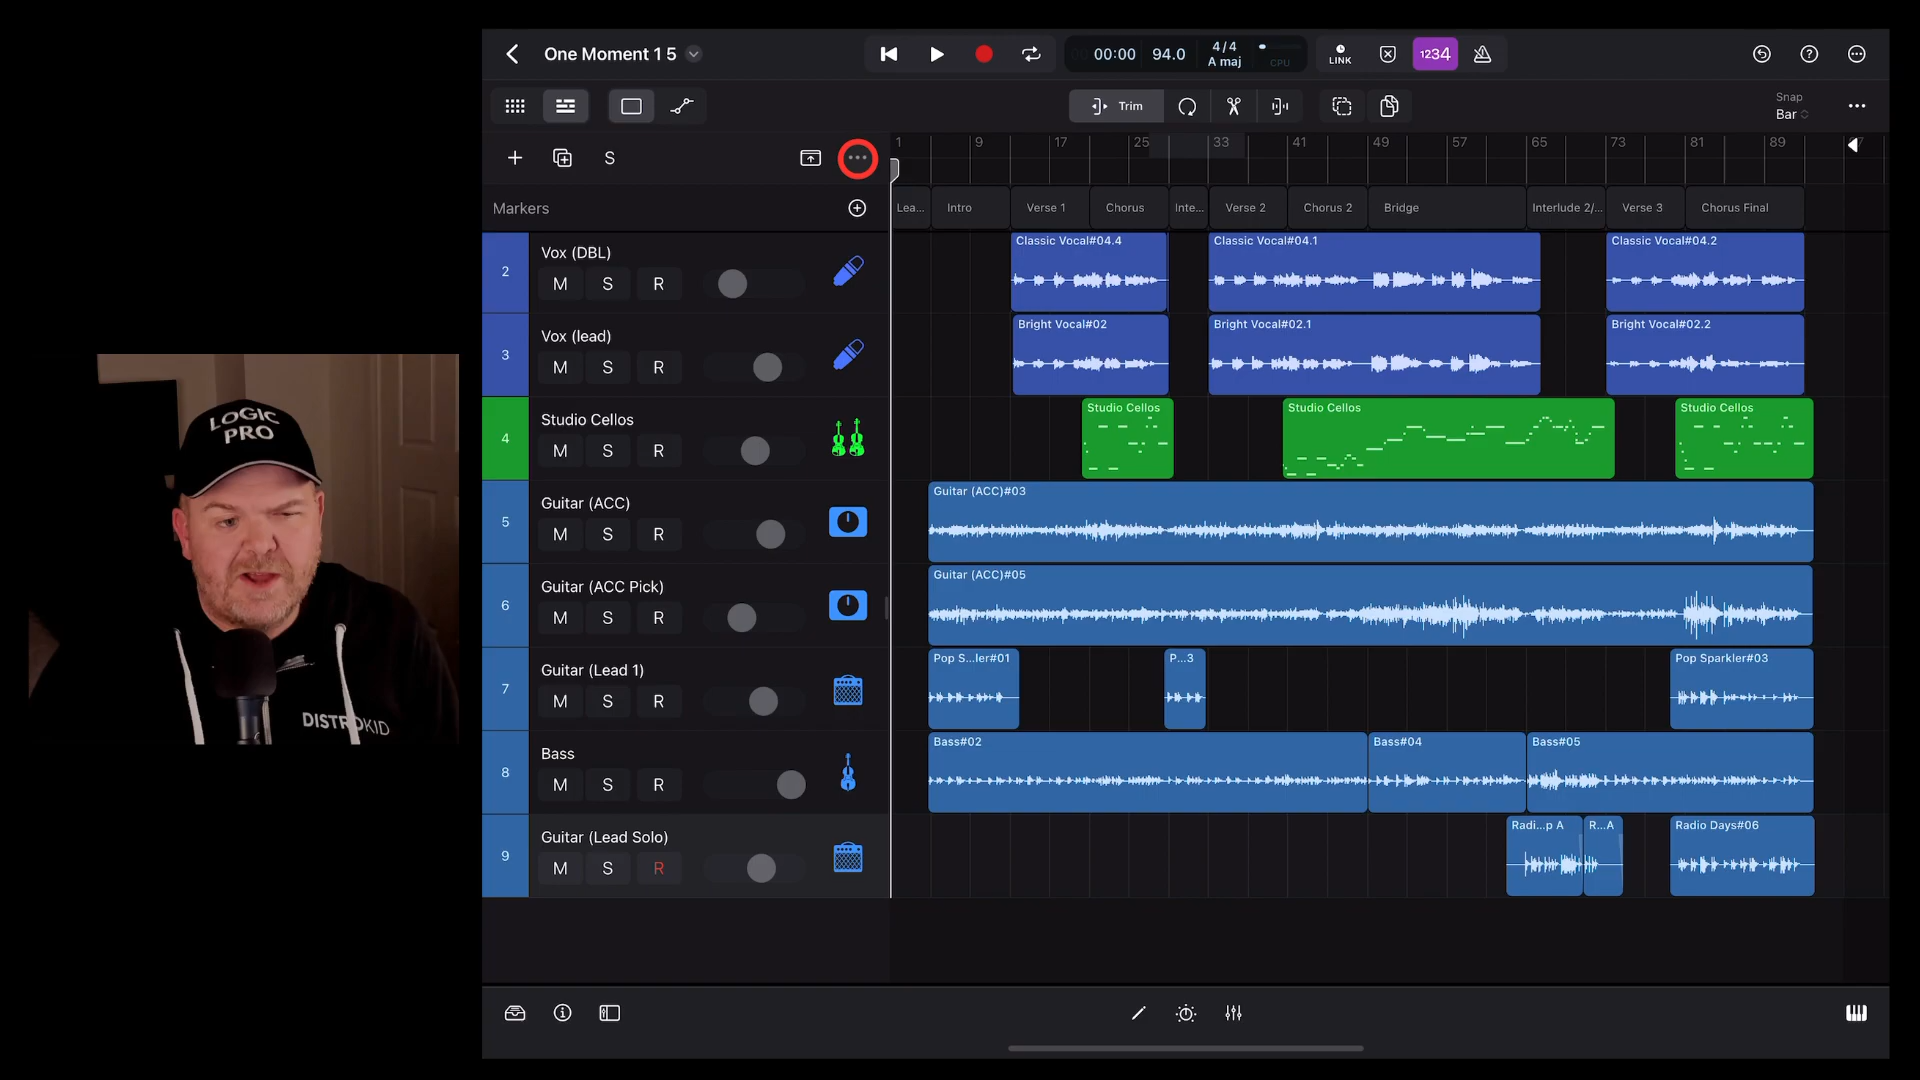 One Moment 1 5
00:00
94.0
4/4
A maj
CPU
LINK
1234
Trim
Snap
Bar
S
1
9
17
25
33
41
49
57
65
73
81
89
Markers
Lea...
Intro
Verse 1
Chorus
Inte...
Verse 2
Chorus 2
Bridge
Interlude 2/...
Verse 3
Chorus Final
2
Vox (DBL)
M S R
Classic Vocal#04.4
Classic Vocal#04.1
Classic Vocal#04.2
3
Vox (lead)
M S R
Bright Vocal#02
Bright Vocal#02.1
Bright Vocal#02.2
4
Studio Cellos
M S R
Studio Cellos
Studio Cellos
Studio Cellos
5
Guitar (ACC)
M S R
Guitar (ACC)#03
6
Guitar (ACC Pick)
M S R
Guitar (ACC)#05
7
Guitar (Lead 1)
M S R
Pop S...ler#01
P...3
Pop Sparkler#03
8
Bass
M S R
Bass#02
Bass#04
Bass#05
9
Guitar (Lead Solo)
M S R
Radi...p A
R...A
Radio Days#06
LOGIC
PRO
DISTROKID